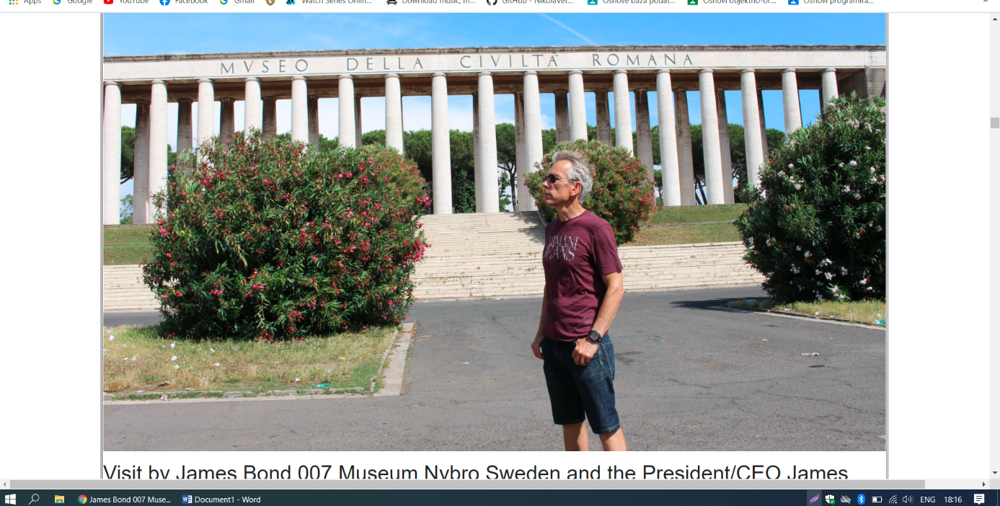 Apps Google YouTube Facebook Gmail Watch Series Onlin... Download music, m... GitHub - NikolaVet... Osnove baza podat... Osnovi objektno-or... Osnovi programira...
MVSEO DELLA CIVILTÀ ROMANA
ARMANI
JEANS
Visit by James Bond 007 Museum Nybro Sweden and the President/CEO James
James Bond 007 Muse... Document1 - Word ENG 18:16